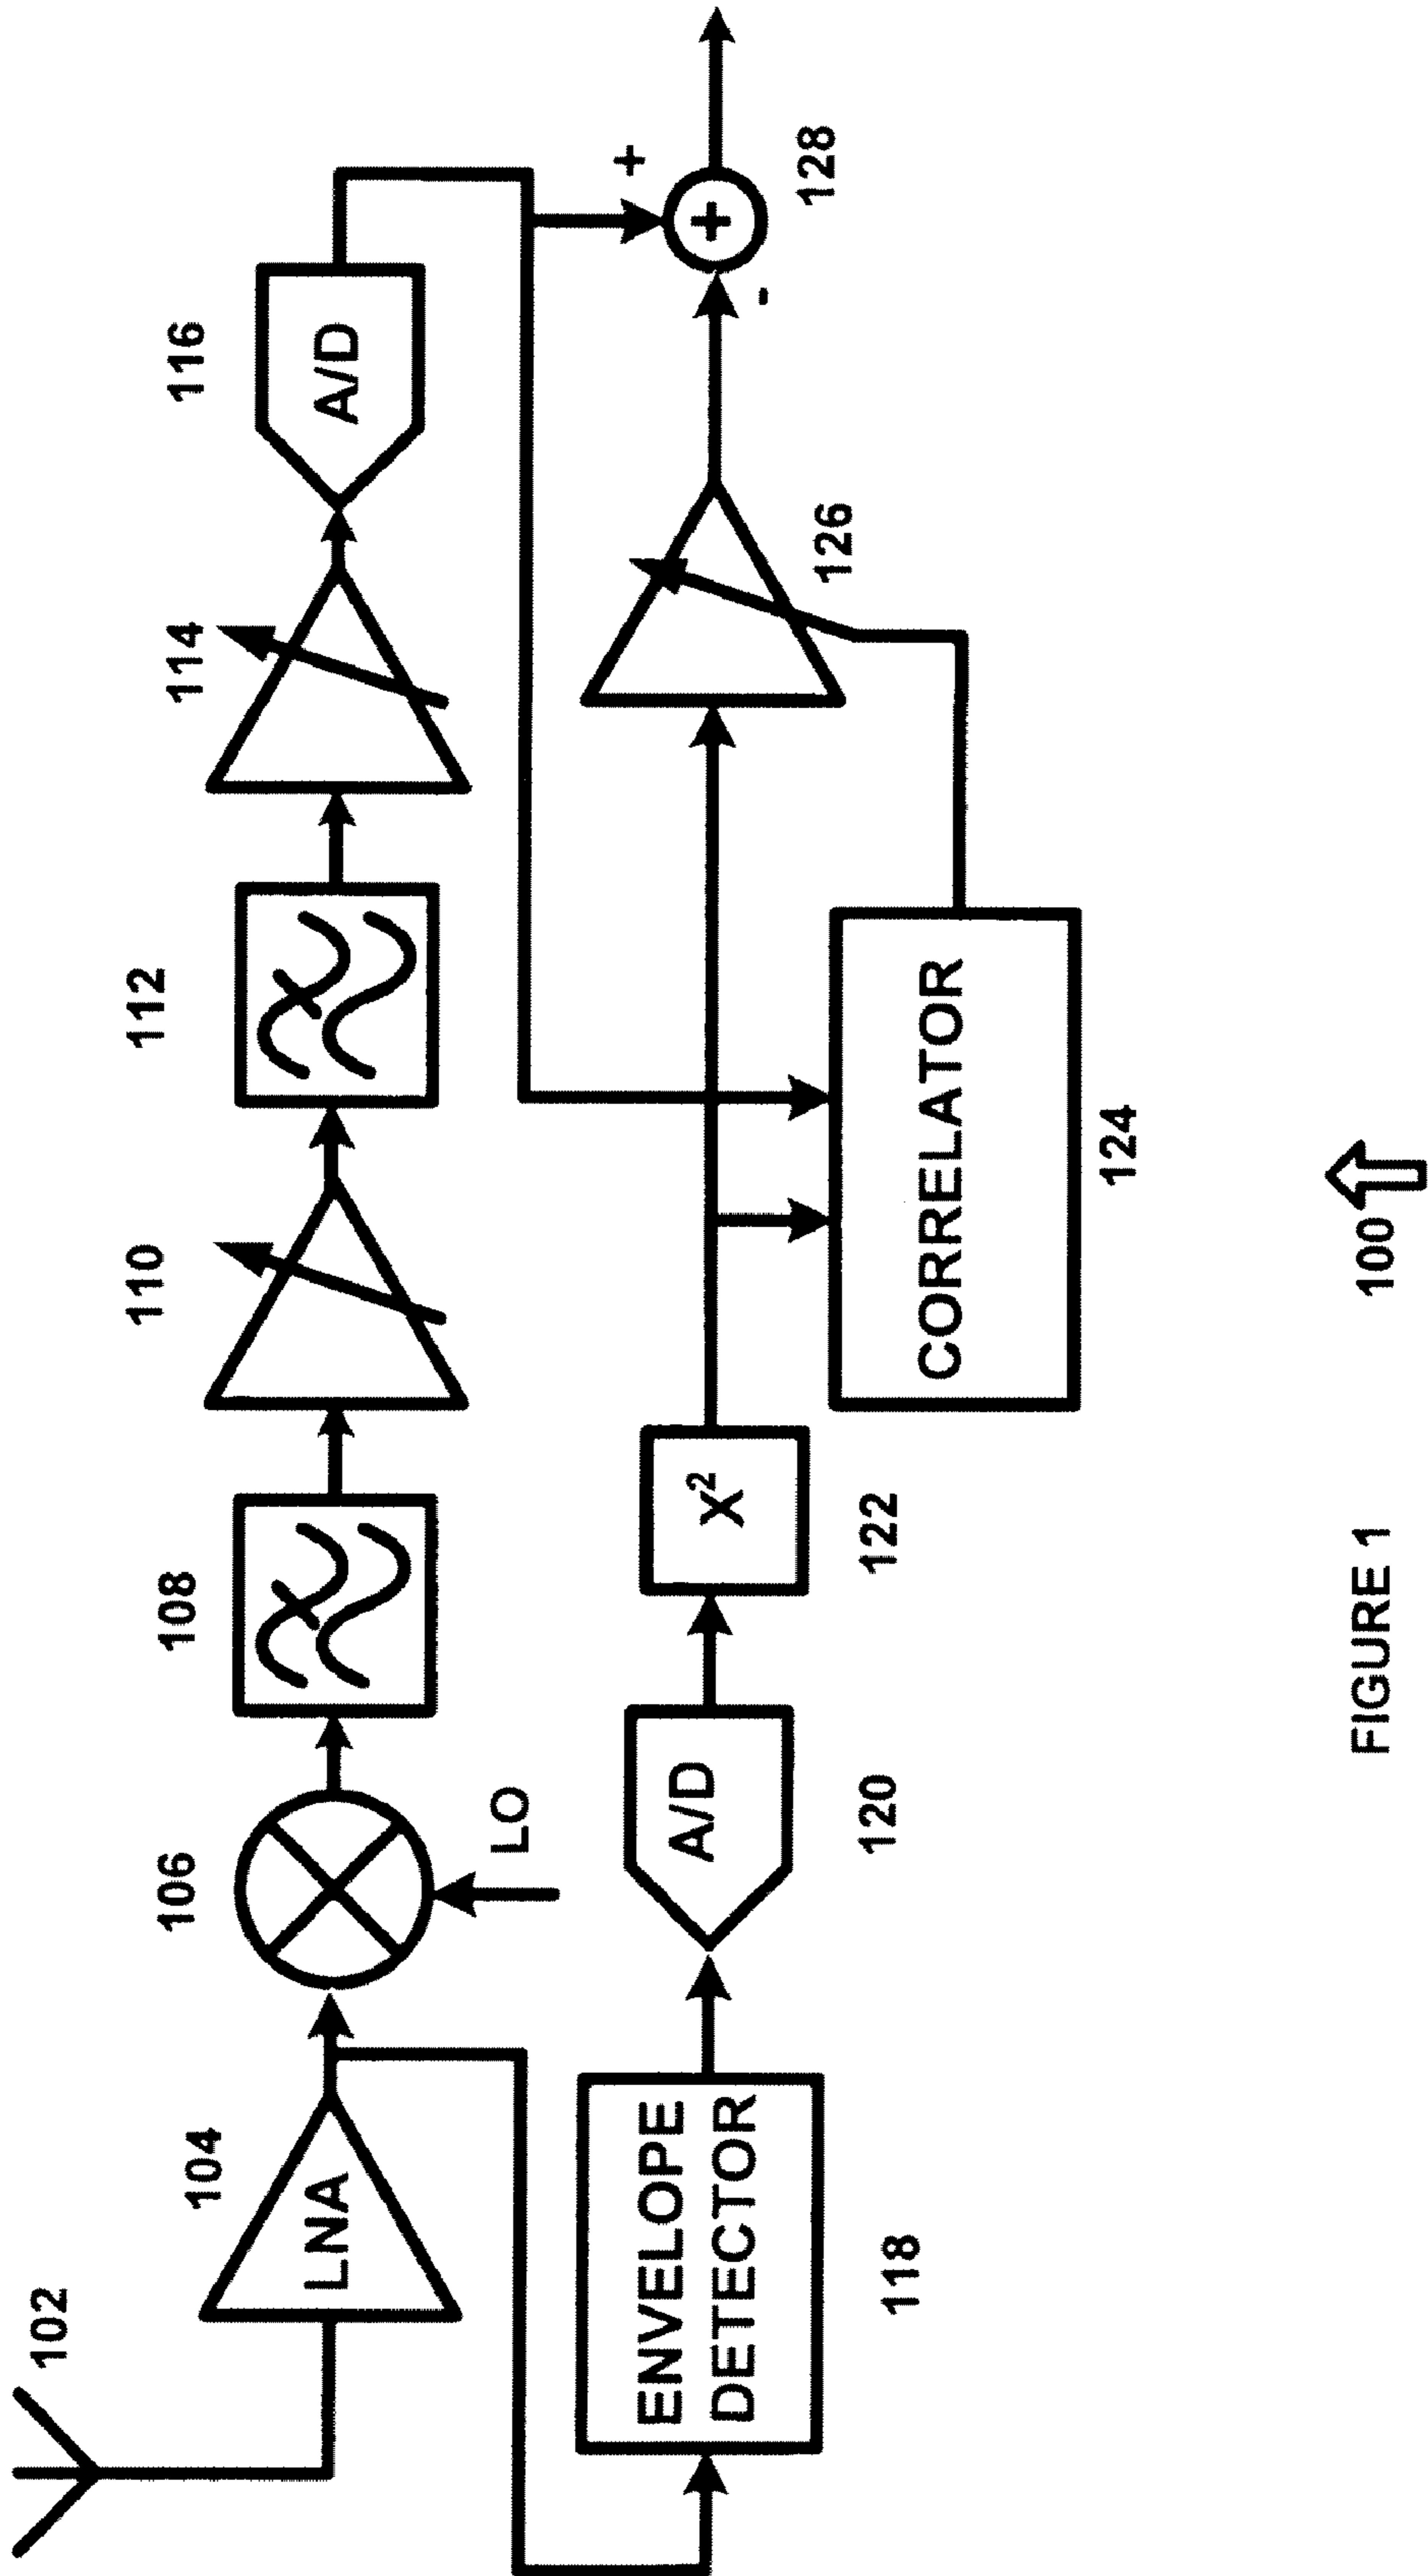 102
104
LNA
106
LO
108
110
112
114
116
A/D
+
+
-
128
ENVELOPE
DETECTOR
118
A/D
120
X²
122
CORRELATOR
124
126
100
FIGURE 1